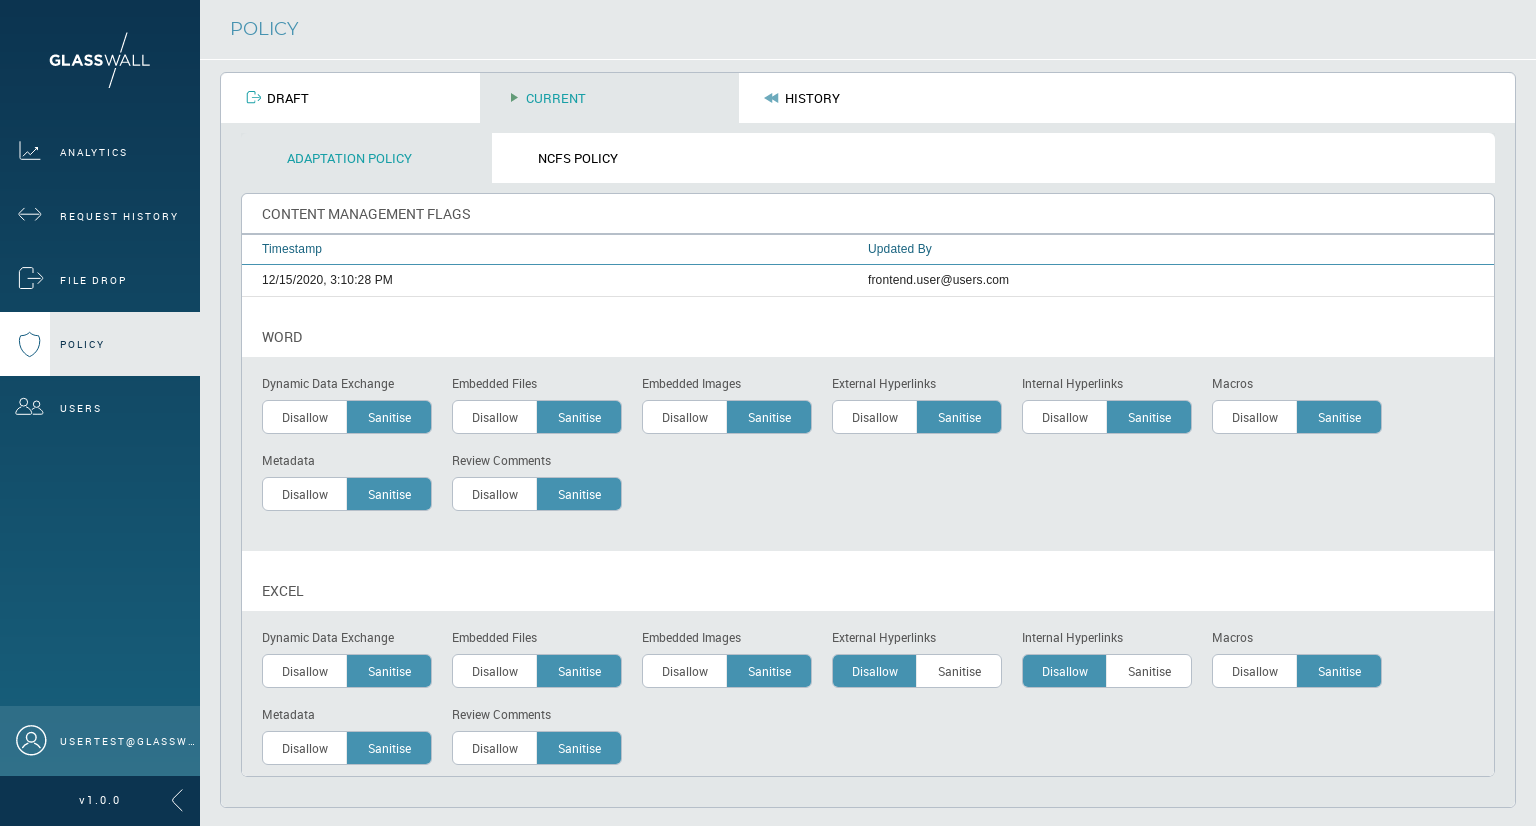 GLASSWALL
ANALYTICS
REQUEST HISTORY
FILE DROP
POLICY
USERS
USERTEST@GLASSW…
v1.0.0
POLICY
DRAFT CURRENT HISTORY
ADAPTATION POLICY NCFS POLICY
CONTENT MANAGEMENT FLAGS
Timestamp Updated By
12/15/2020, 3:10:28 PM frontend.user@users.com
WORD
Dynamic Data Exchange Embedded Files Embedded Images External Hyperlinks Internal Hyperlinks Macros
Disallow Sanitise Disallow Sanitise Disallow Sanitise Disallow Sanitise Disallow Sanitise Disallow Sanitise
Metadata Review Comments
Disallow Sanitise Disallow Sanitise
EXCEL
Dynamic Data Exchange Embedded Files Embedded Images External Hyperlinks Internal Hyperlinks Macros
Disallow Sanitise Disallow Sanitise Disallow Sanitise Disallow Sanitise Disallow Sanitise Disallow Sanitise
Metadata Review Comments
Disallow Sanitise Disallow Sanitise